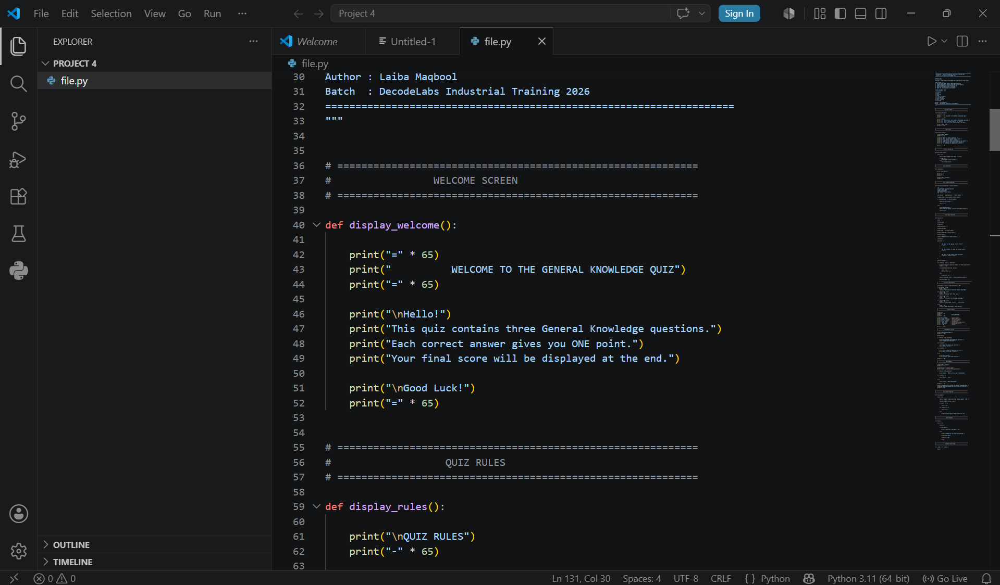 File Edit Selection View Go Run ··· Project 4 Sign In
EXPLORER ···
PROJECT 4
file.py
OUTLINE
TIMELINE
Welcome Untitled-1 file.py
file.py
30 Author : Laiba Maqbool
31 Batch  : DecodeLabs Industrial Training 2026
32 ====================================================================
33 """
34
35
36 # ============================================================
37 #                 WELCOME SCREEN
38 # ============================================================
39
40 def display_welcome():
41
42     print("=" * 65)
43     print("          WELCOME TO THE GENERAL KNOWLEDGE QUIZ")
44     print("=" * 65)
45
46     print("\nHello!")
47     print("This quiz contains three General Knowledge questions.")
48     print("Each correct answer gives you ONE point.")
49     print("Your final score will be displayed at the end.")
50
51     print("\nGood Luck!")
52     print("=" * 65)
53
54
55 # ============================================================
56 #                   QUIZ RULES
57 # ============================================================
58
59 def display_rules():
60
61     print("\nQUIZ RULES")
62     print("-" * 65)
63
0 0 Ln 131, Col 30 Spaces: 4 UTF-8 CRLF { } Python Python 3.11 (64-bit) Go Live